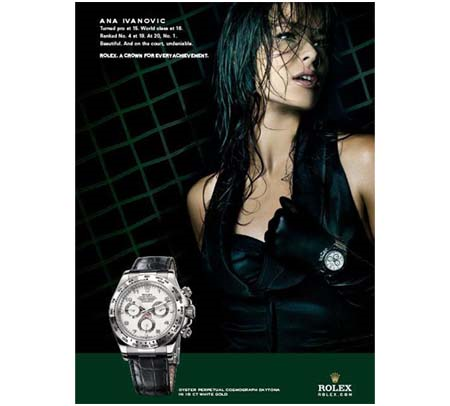 ANA IVANOVIC
Turned pro at 15. World class at 16.
Ranked No. 4 at 19. At 20, No. 1.
Beautiful. And on the court, undeniable.
ROLEX. A CROWN FOR EVERY ACHIEVEMENT.
ROLEX
OYSTER PERPETUAL COSMOGRAPH DAYTONA
IN 18 CT WHITE GOLD
ROLEX
ROLEX.COM